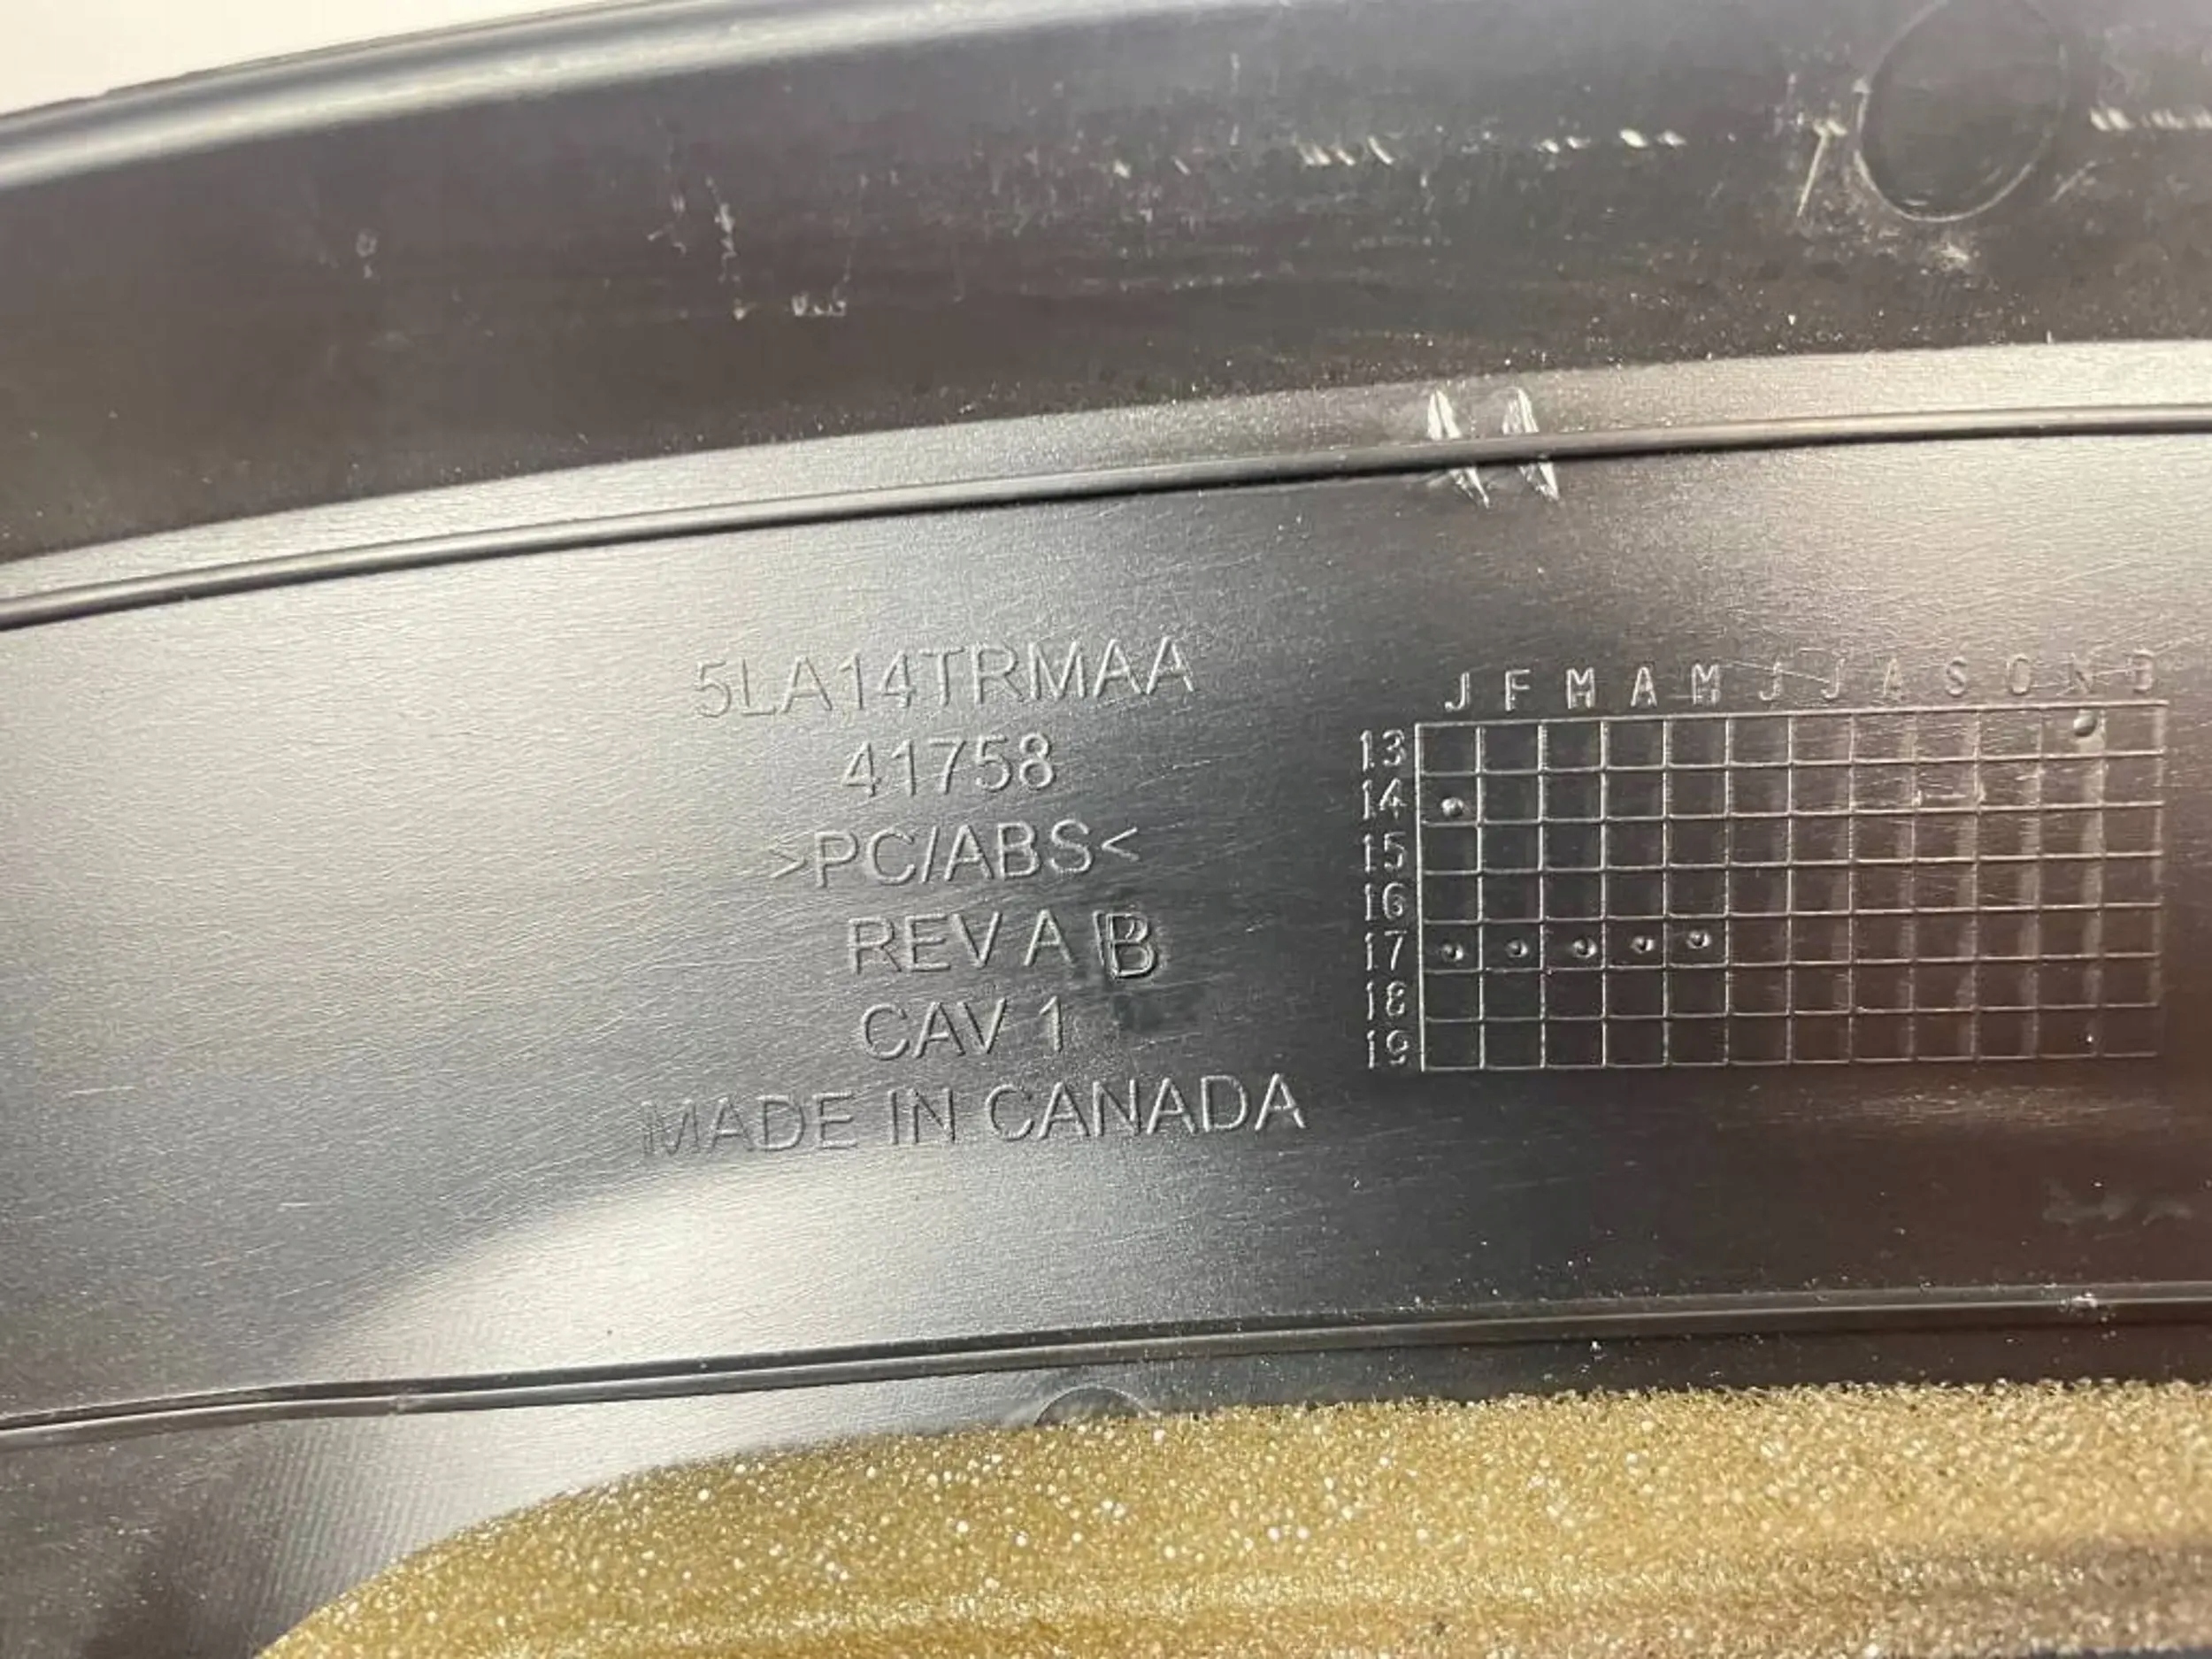 5LA14TRMAA
41758
>PC/ABS<
REV A B
CAV 1
MADE IN CANADA
J F M A M J J A S O N D
13
14
15
16
17
18
19